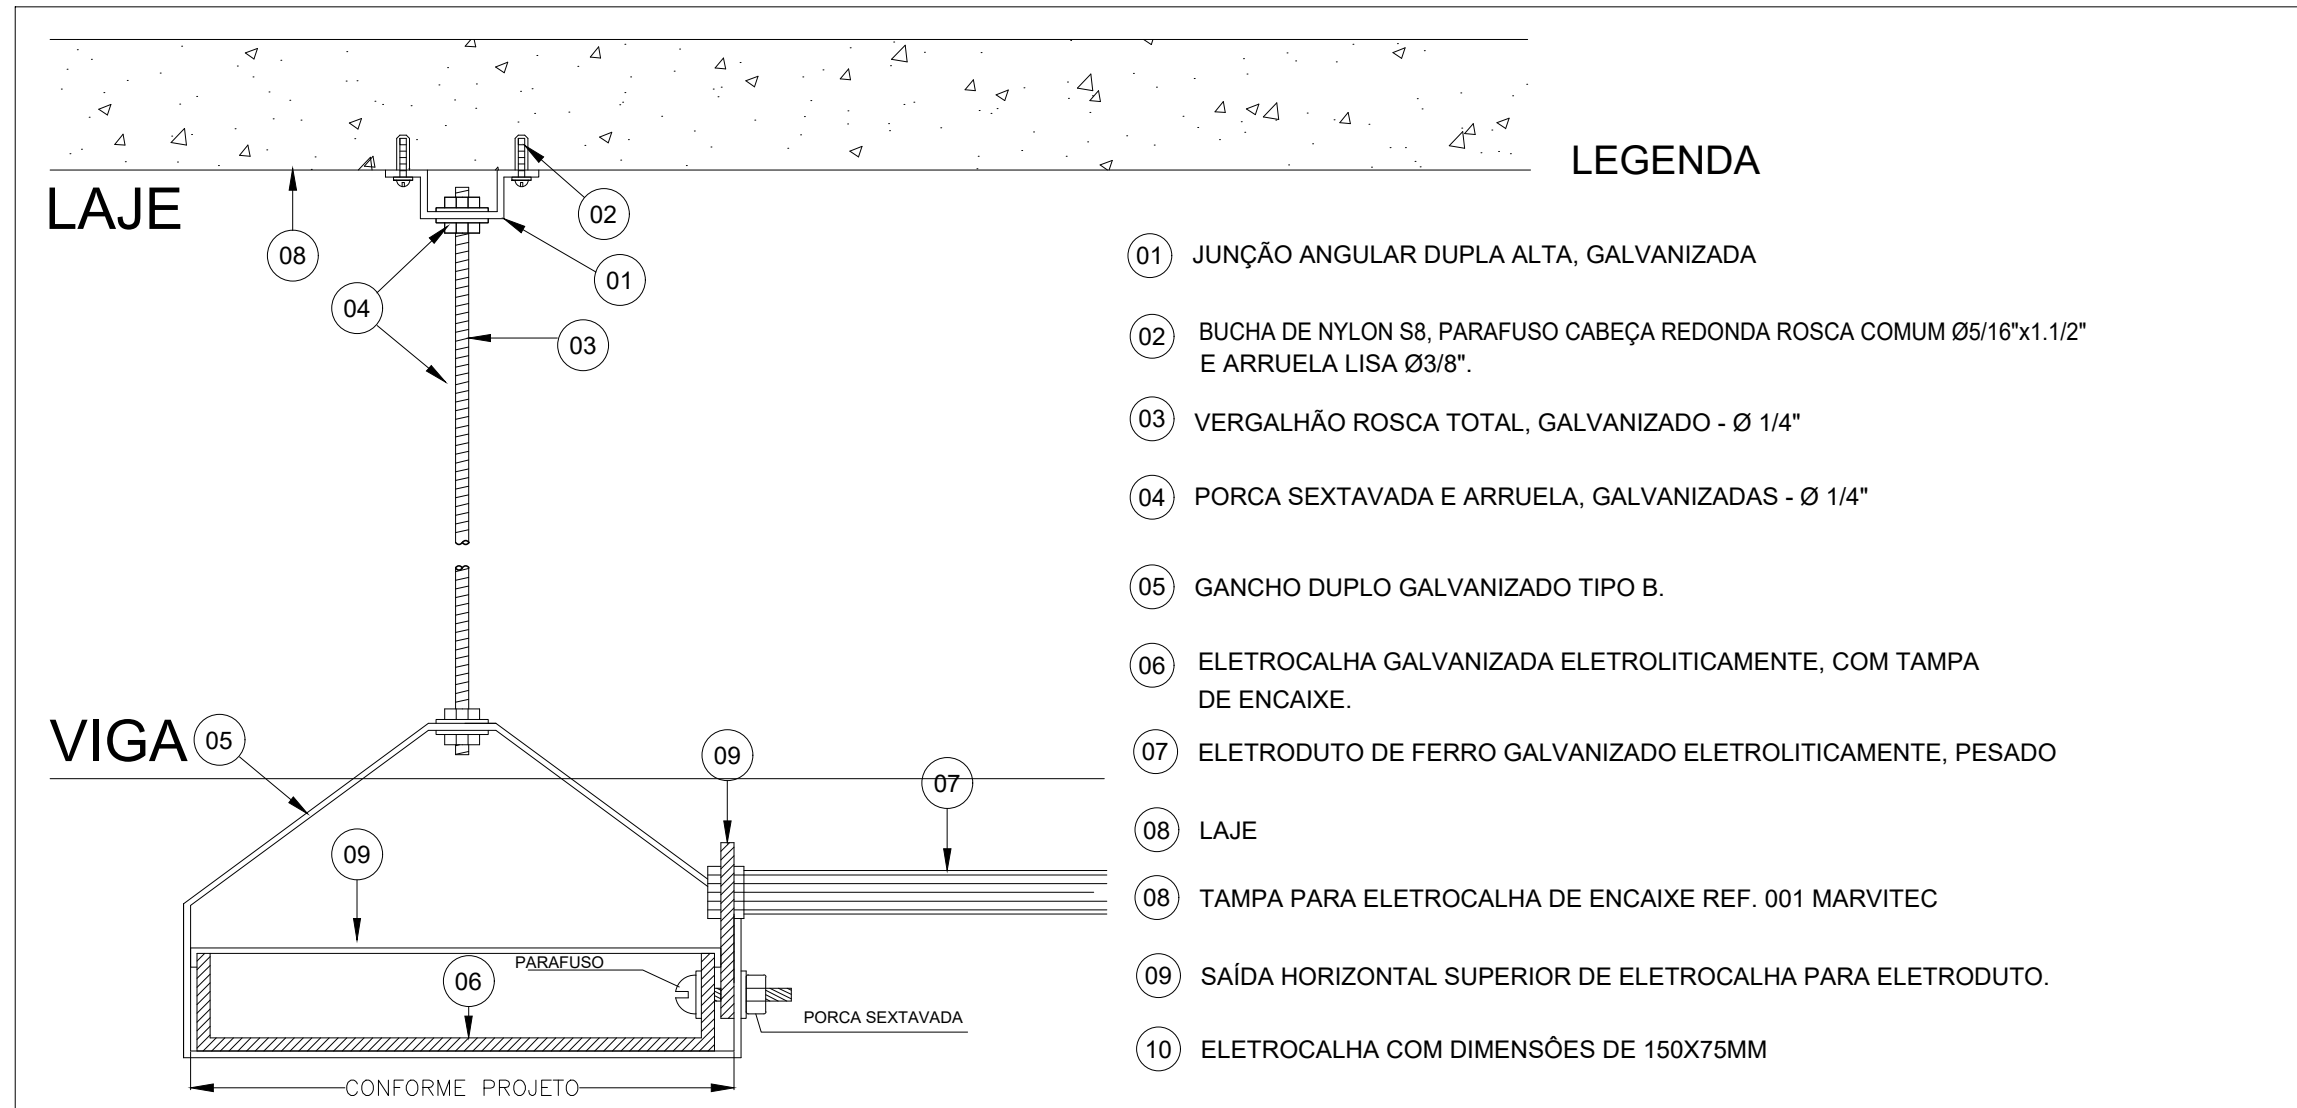 LAJE
02
08
01
04
03
VIGA
05
09
07
09
06
PARAFUSO
PORCA SEXTAVADA
CONFORME PROJETO
LEGENDA
01 JUNÇÃO ANGULAR DUPLA ALTA, GALVANIZADA
02 BUCHA DE NYLON S8, PARAFUSO CABEÇA REDONDA ROSCA COMUM Ø5/16"x1.1/2"
E ARRUELA LISA Ø3/8".
03 VERGALHÃO ROSCA TOTAL, GALVANIZADO - Ø 1/4"
04 PORCA SEXTAVADA E ARRUELA, GALVANIZADAS - Ø 1/4"
05 GANCHO DUPLO GALVANIZADO TIPO B.
06 ELETROCALHA GALVANIZADA ELETROLITICAMENTE, COM TAMPA
DE ENCAIXE.
07 ELETRODUTO DE FERRO GALVANIZADO ELETROLITICAMENTE, PESADO
08 LAJE
08 TAMPA PARA ELETROCALHA DE ENCAIXE REF. 001 MARVITEC
09 SAÍDA HORIZONTAL SUPERIOR DE ELETROCALHA PARA ELETRODUTO.
10 ELETROCALHA COM DIMENSÔES DE 150X75MM